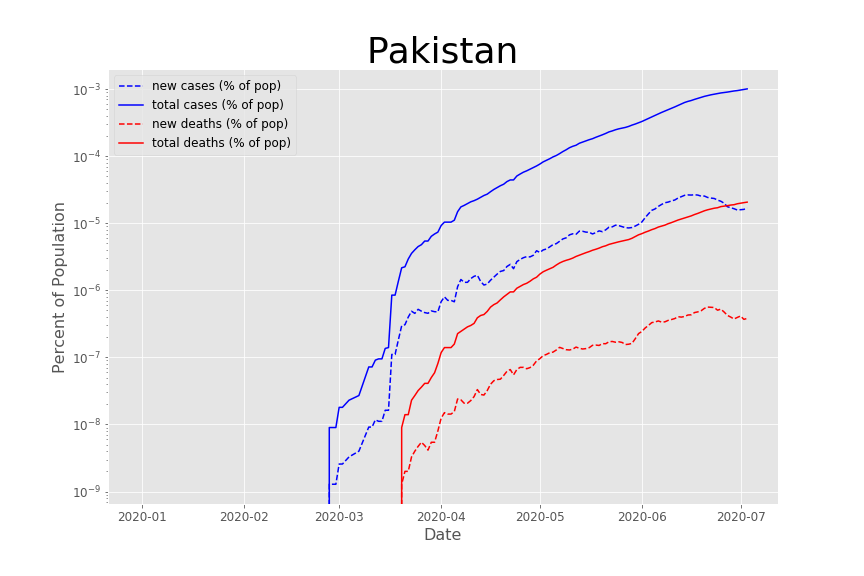 Pakistan
new cases (% of pop)
total cases (% of pop)
new deaths (% of pop)
total deaths (% of pop)
10⁻³
10⁻⁴
10⁻⁵
10⁻⁶
10⁻⁷
10⁻⁸
10⁻⁹
Percent of Population
2020-01 2020-02 2020-03 2020-04 2020-05 2020-06 2020-07
Date